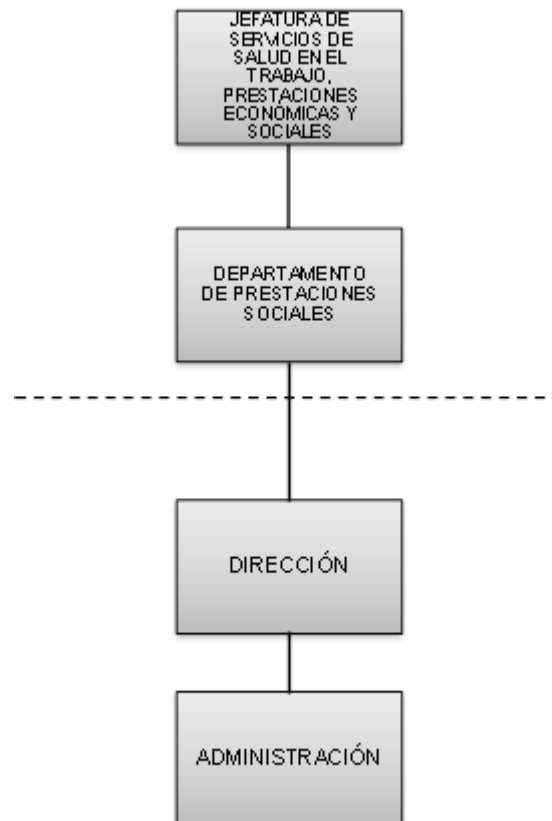 JEFATURA DE
SERVICIOS DE
SALUD EN EL
TRABAJO,
PRESTACIONES
ECONÓMICAS Y
SOCIALES
DEPARTAMENTO
DE PRESTACIONES
SOCIALES
DIRECCIÓN
ADMINISTRACIÓN